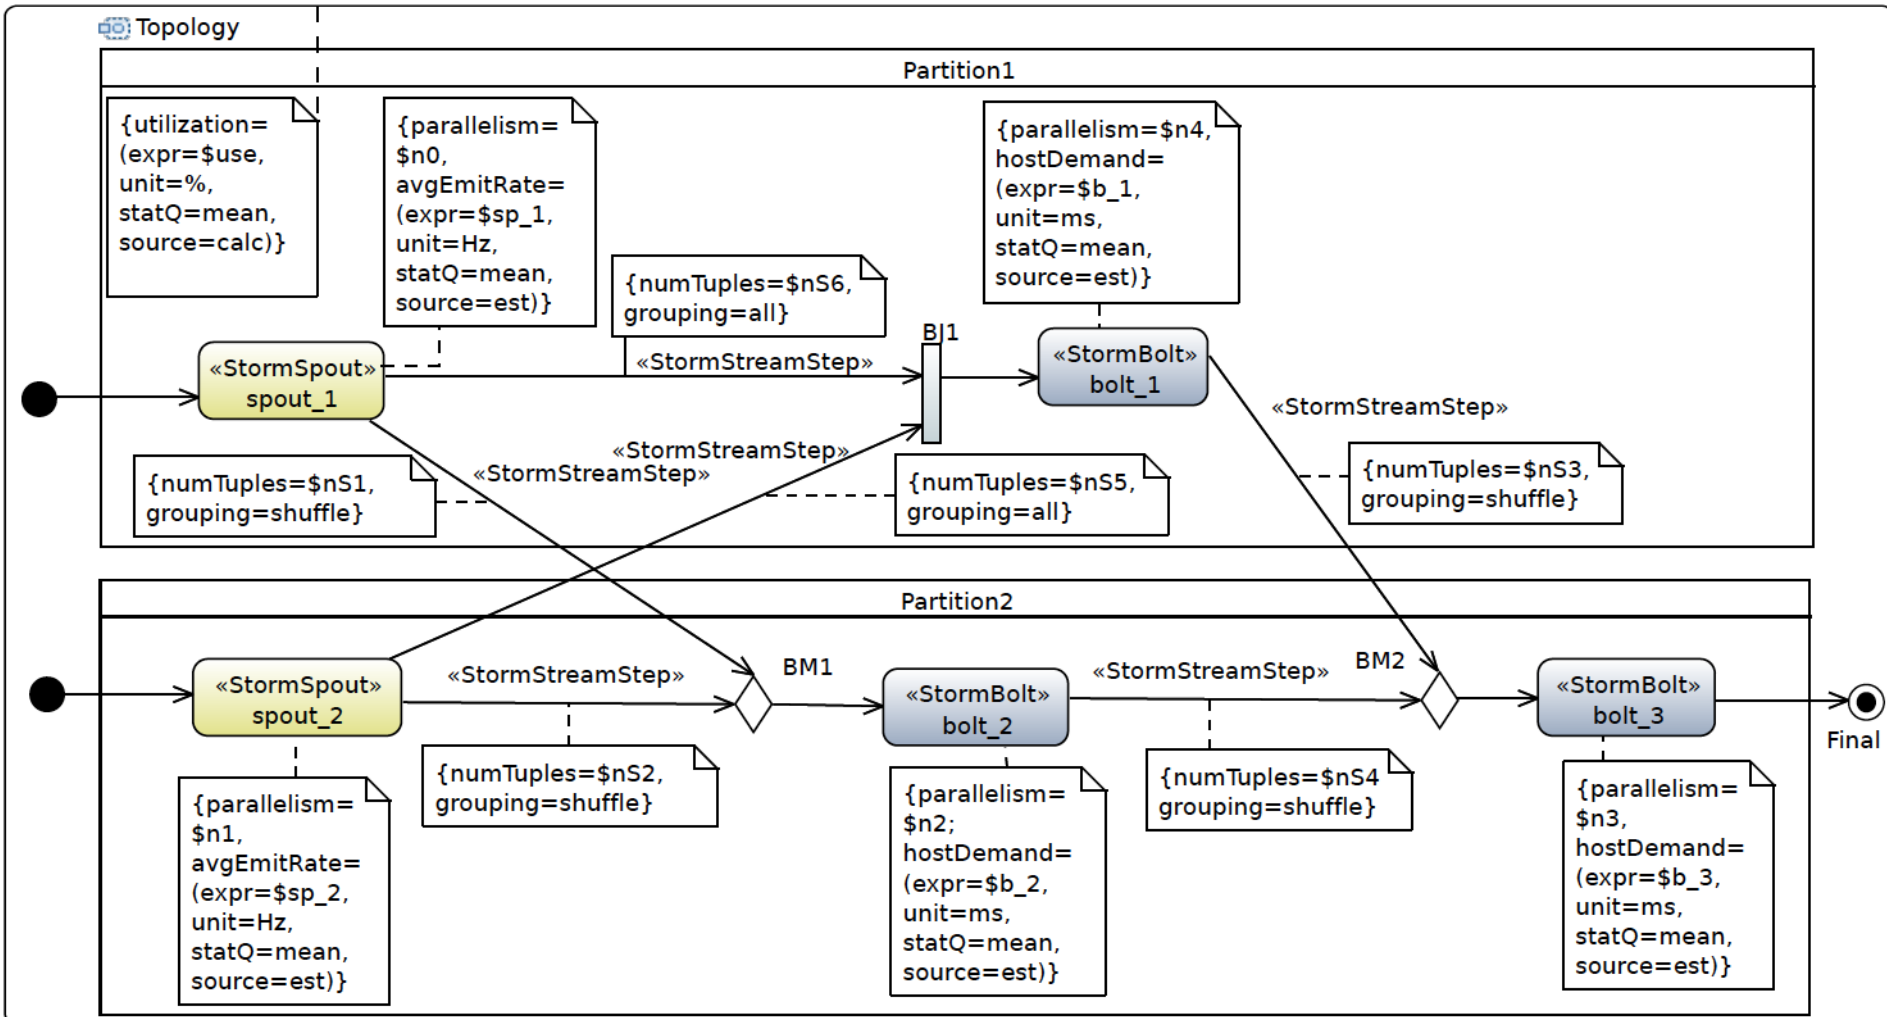 Topology
Partition1
{utilization=
(expr=$use,
unit=%,
statQ=mean,
source=calc)}
{parallelism=
$n0,
avgEmitRate=
(expr=$sp_1,
unit=Hz,
statQ=mean,
source=est)}
{numTuples=$nS6,
grouping=all}
{parallelism=$n4,
hostDemand=
(expr=$b_1,
unit=ms,
statQ=mean,
source=est)}
«StormSpout»
spout_1
«StormStreamStep»
BJ1
«StormBolt»
bolt_1
«StormStreamStep»
«StormStreamStep»
«StormStreamStep»
{numTuples=$nS1,
grouping=shuffle}
{numTuples=$nS5,
grouping=all}
{numTuples=$nS3,
grouping=shuffle}
Partition2
«StormSpout»
spout_2
«StormStreamStep»
BM1
«StormBolt»
bolt_2
«StormStreamStep»
BM2
«StormBolt»
bolt_3
Final
{parallelism=
$n1,
avgEmitRate=
(expr=$sp_2,
unit=Hz,
statQ=mean,
source=est)}
{numTuples=$nS2,
grouping=shuffle}
{parallelism=
$n2;
hostDemand=
(expr=$b_2,
unit=ms,
statQ=mean,
source=est)}
{numTuples=$nS4
grouping=shuffle}
{parallelism=
$n3,
hostDemand=
(expr=$b_3,
unit=ms,
statQ=mean,
source=est)}